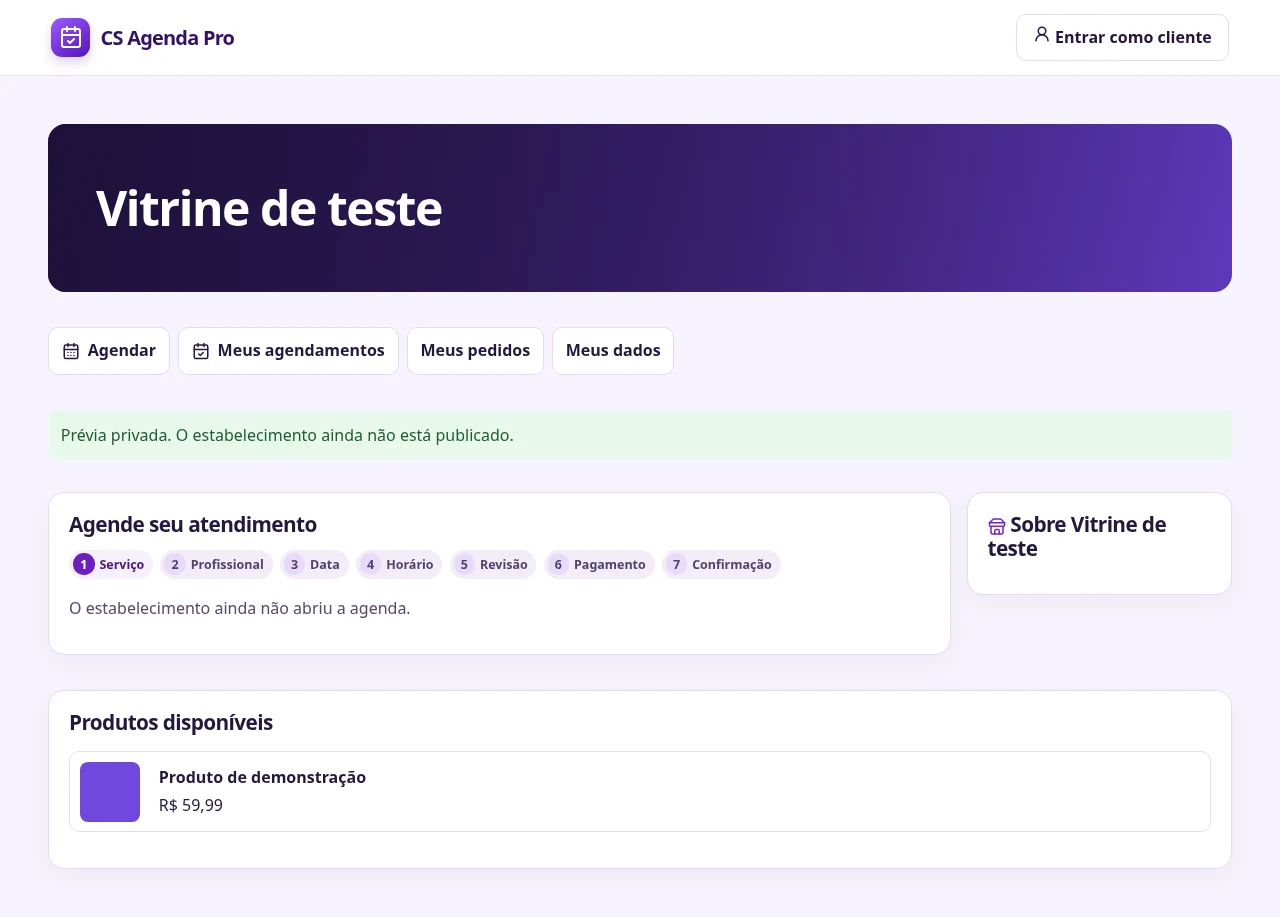 CS Agenda Pro
Entrar como cliente
Vitrine de teste
Agendar
Meus agendamentos
Meus pedidos
Meus dados
Prévia privada. O estabelecimento ainda não está publicado.
Agende seu atendimento
1 Serviço
2 Profissional
3 Data
4 Horário
5 Revisão
6 Pagamento
7 Confirmação
O estabelecimento ainda não abriu a agenda.
Sobre Vitrine de
teste
Produtos disponíveis
Produto de demonstração
R$ 59,99